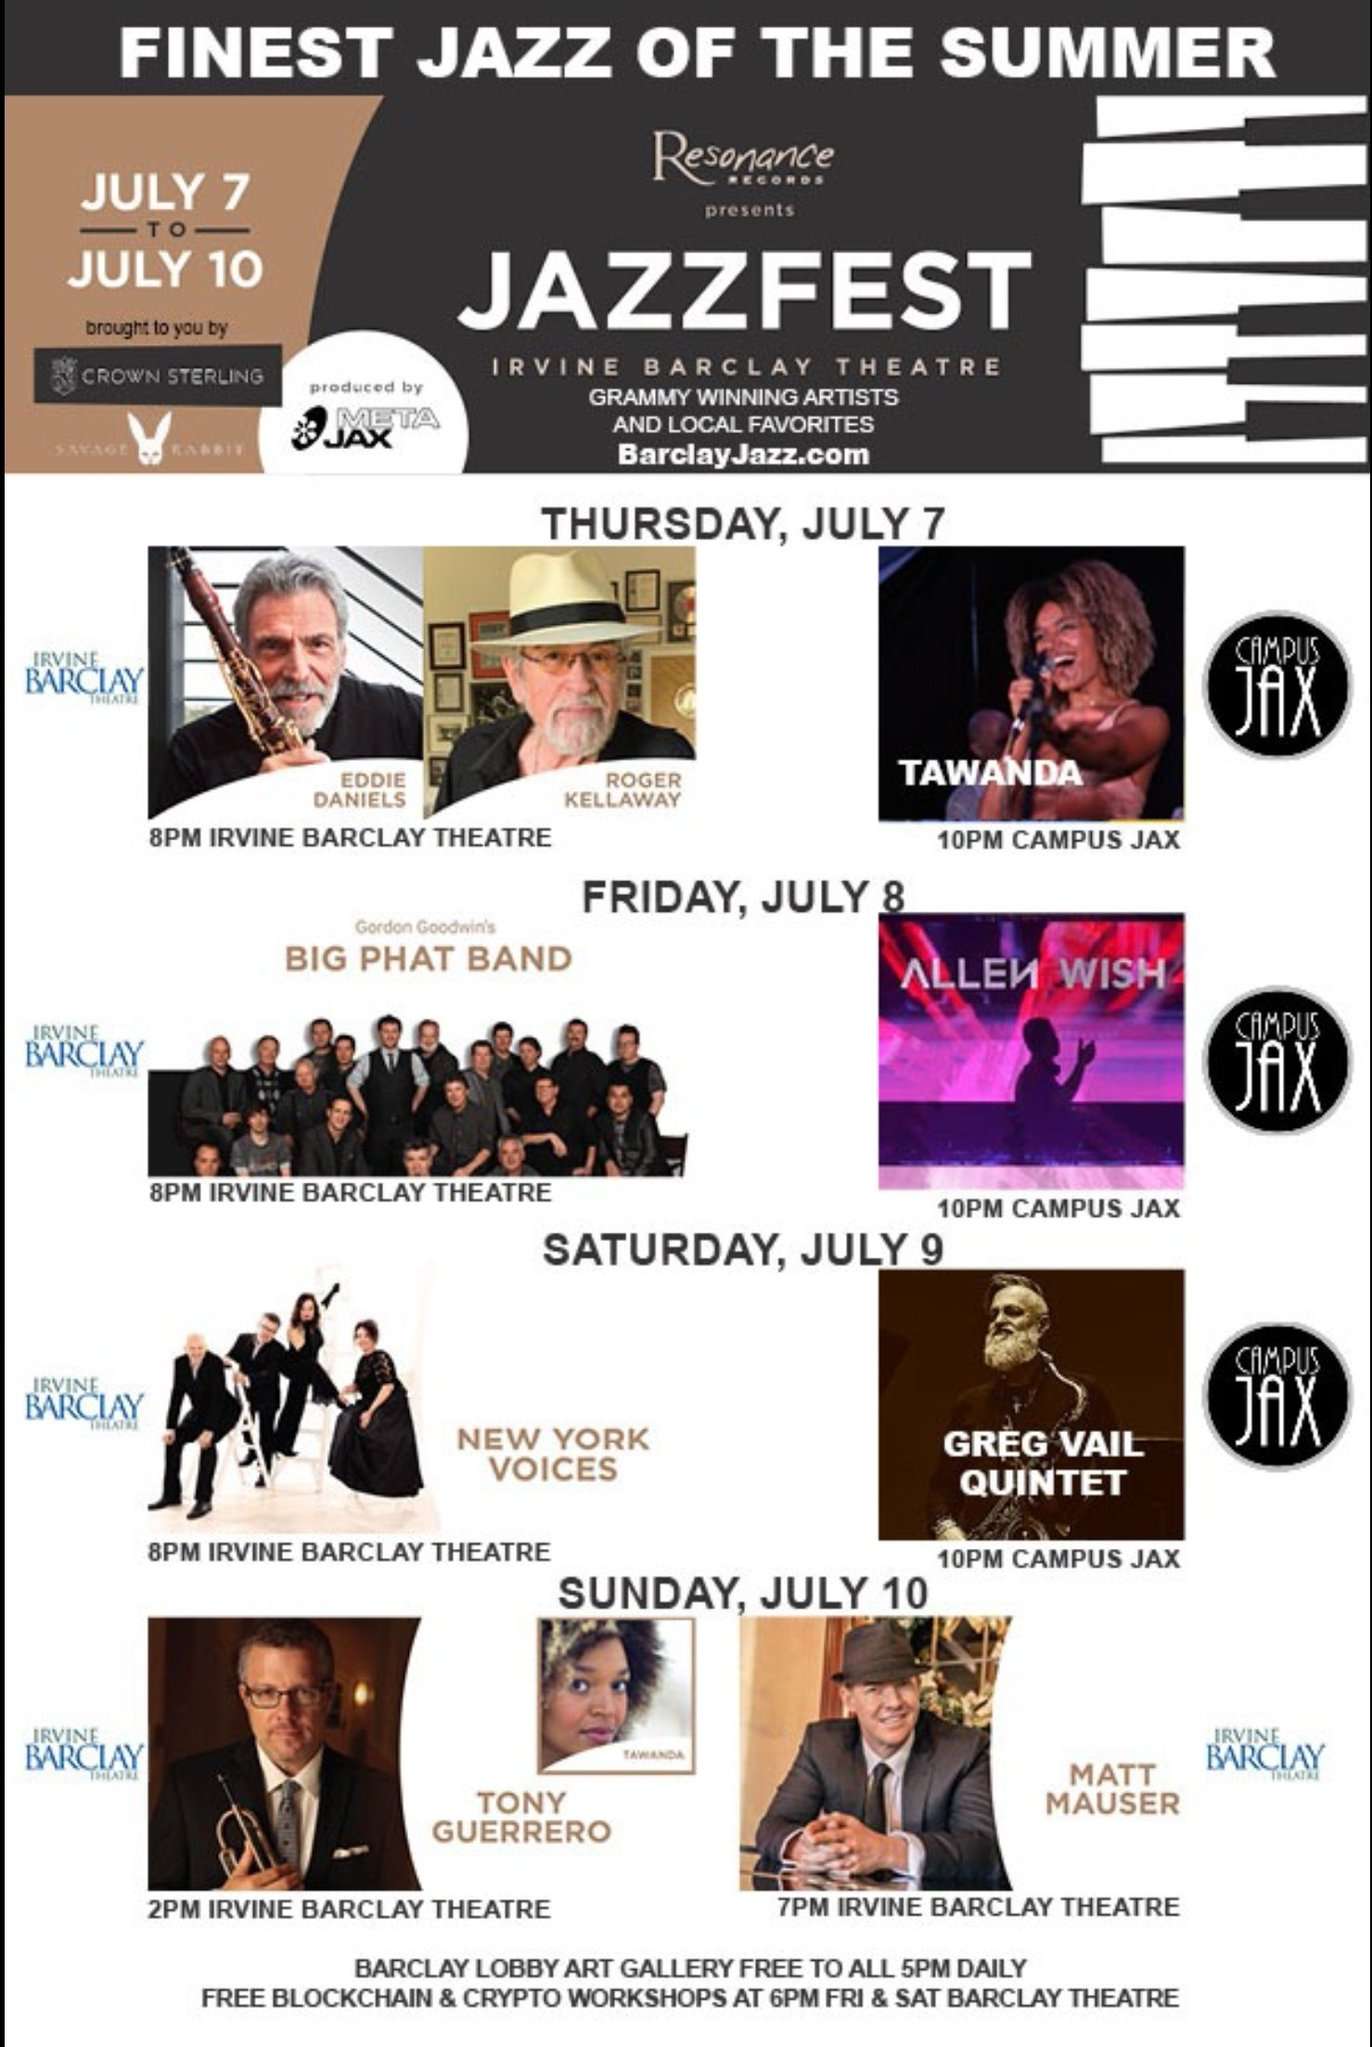 FINEST JAZZ OF THE SUMMER
JULY 7
TO
JULY 10
brought to you by
CROWN STERLING
SAVAGE RABBIT
produced by
META
JAX
Resonance
RECORDS
presents
JAZZFEST
IRVINE BARCLAY THEATRE
GRAMMY WINNING ARTISTS
AND LOCAL FAVORITES
BarclayJazz.com
THURSDAY, JULY 7
IRVINE
BARCLAY
THEATRE
EDDIE
DANIELS
ROGER
KELLAWAY
8PM IRVINE BARCLAY THEATRE
TAWANDA
10PM CAMPUS JAX
CAMPUS
JAX
FRIDAY, JULY 8
Gordon Goodwin's
BIG PHAT BAND
IRVINE
BARCLAY
THEATRE
8PM IRVINE BARCLAY THEATRE
ALLEN WISH
10PM CAMPUS JAX
CAMPUS
JAX
SATURDAY, JULY 9
IRVINE
BARCLAY
THEATRE
NEW YORK
VOICES
8PM IRVINE BARCLAY THEATRE
GREG VAIL
QUINTET
10PM CAMPUS JAX
CAMPUS
JAX
SUNDAY, JULY 10
IRVINE
BARCLAY
THEATRE
TAWANDA
TONY
GUERRERO
2PM IRVINE BARCLAY THEATRE
MATT
MAUSER
7PM IRVINE BARCLAY THEATRE
IRVINE
BARCLAY
THEATRE
BARCLAY LOBBY ART GALLERY FREE TO ALL 5PM DAILY
FREE BLOCKCHAIN & CRYPTO WORKSHOPS AT 6PM FRI & SAT BARCLAY THEATRE